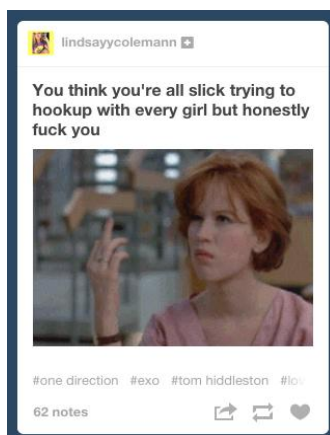 lindsayycolemann
You think you're all slick trying to
hookup with every girl but honestly
fuck you
#one direction #exo #tom hiddleston #lov
62 notes